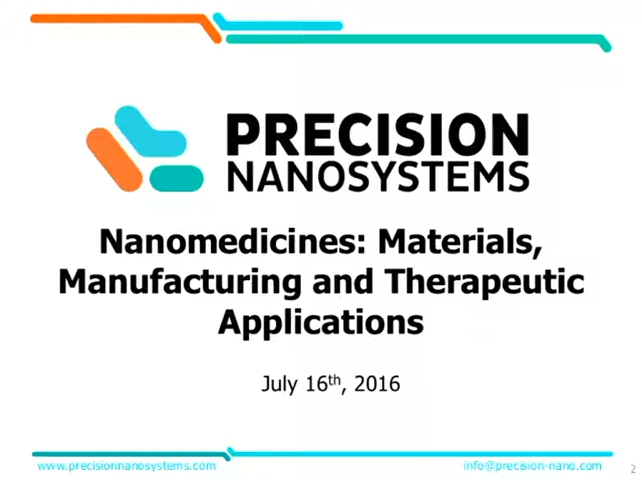 PRECISION
NANOSYSTEMS
Nanomedicines: Materials,
Manufacturing and Therapeutic
Applications
July 16th, 2016
www.precisionnanosystems.com info@precision-nano.com 2